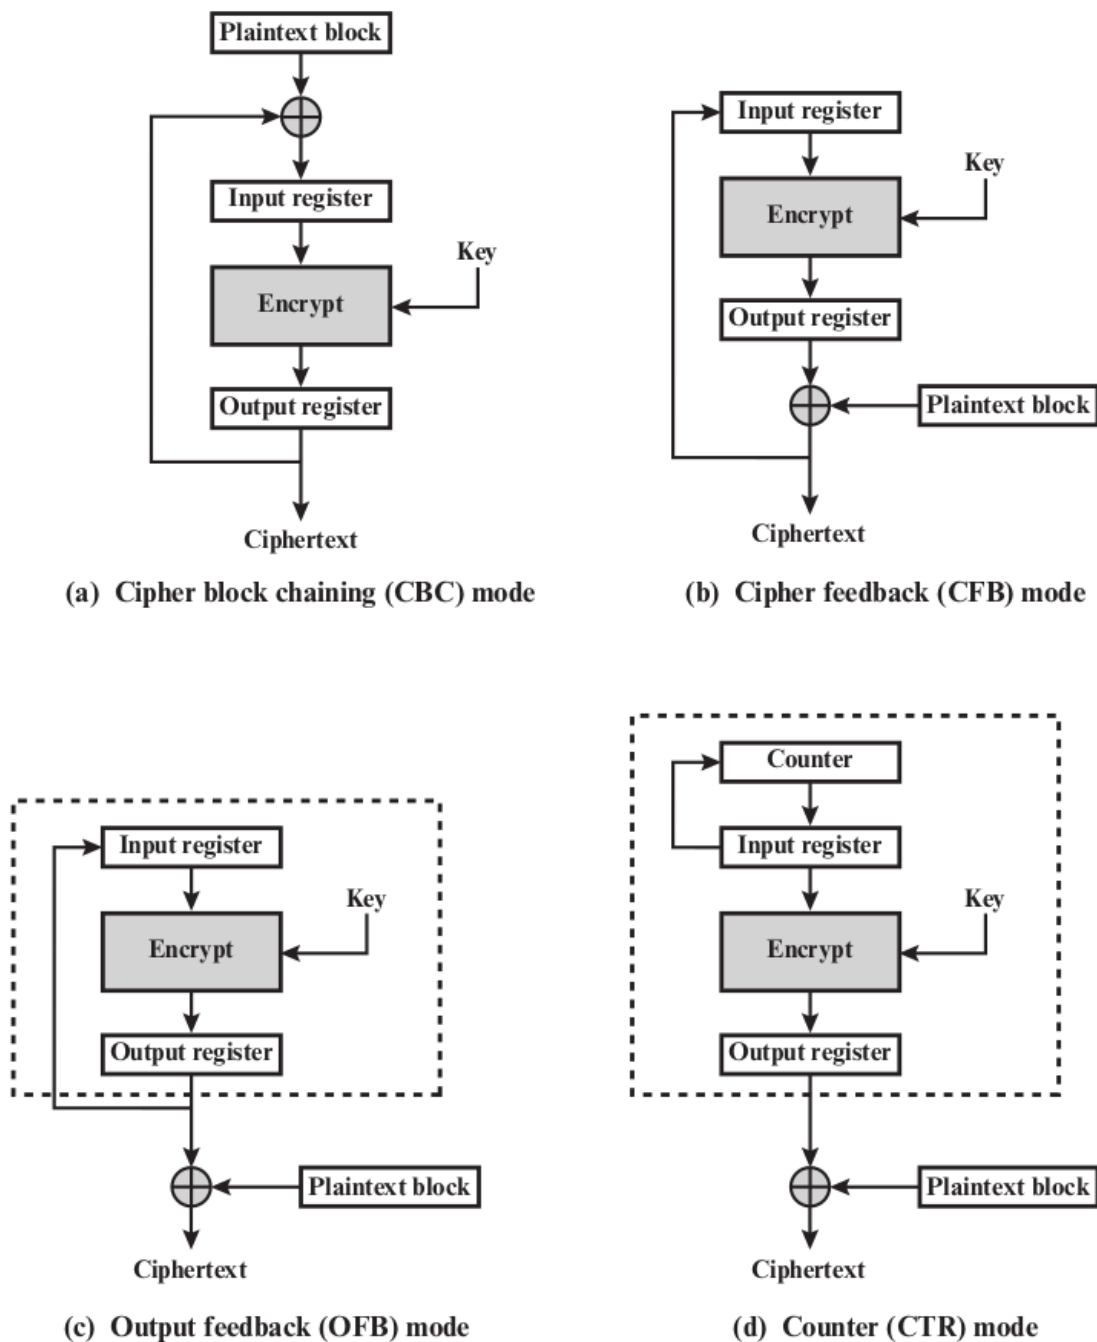 Plaintext block
Input register
Key
Encrypt
Output register
Ciphertext
(a) Cipher block chaining (CBC) mode
Input register
Key
Encrypt
Output register
Plaintext block
Ciphertext
(b) Cipher feedback (CFB) mode
Input register
Key
Encrypt
Output register
Plaintext block
Ciphertext
(c) Output feedback (OFB) mode
Counter
Input register
Key
Encrypt
Output register
Plaintext block
Ciphertext
(d) Counter (CTR) mode